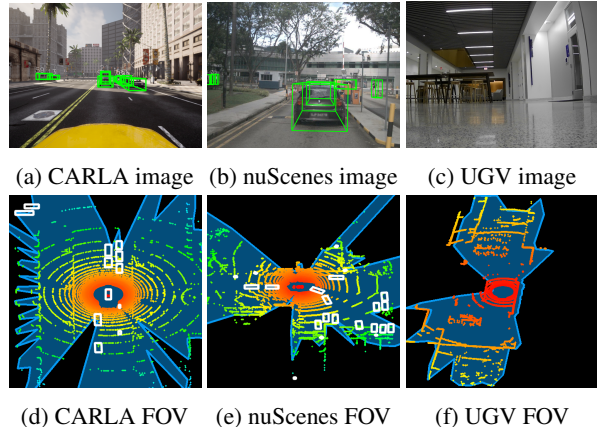 (a) CARLA image
(b) nuScenes image
(c) UGV image
(d) CARLA FOV
(e) nuScenes FOV
(f) UGV FOV